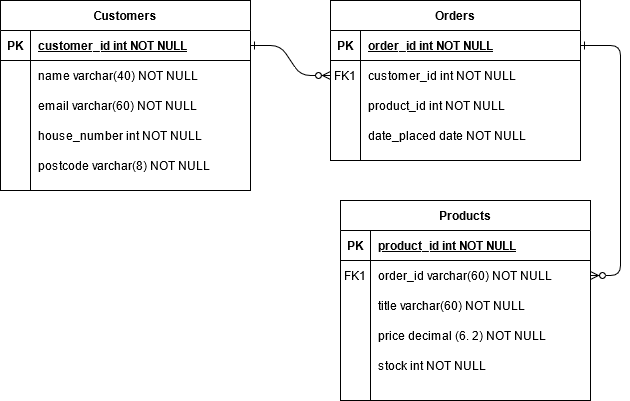 Customers
PK customer_id int NOT NULL
name varchar(40) NOT NULL
email varchar(60) NOT NULL
house_number int NOT NULL
postcode varchar(8) NOT NULL
Orders
PK order_id int NOT NULL
FK1 customer_id int NOT NULL
product_id int NOT NULL
date_placed date NOT NULL
Products
PK product_id int NOT NULL
FK1 order_id varchar(60) NOT NULL
title varchar(60) NOT NULL
price decimal (6. 2) NOT NULL
stock int NOT NULL